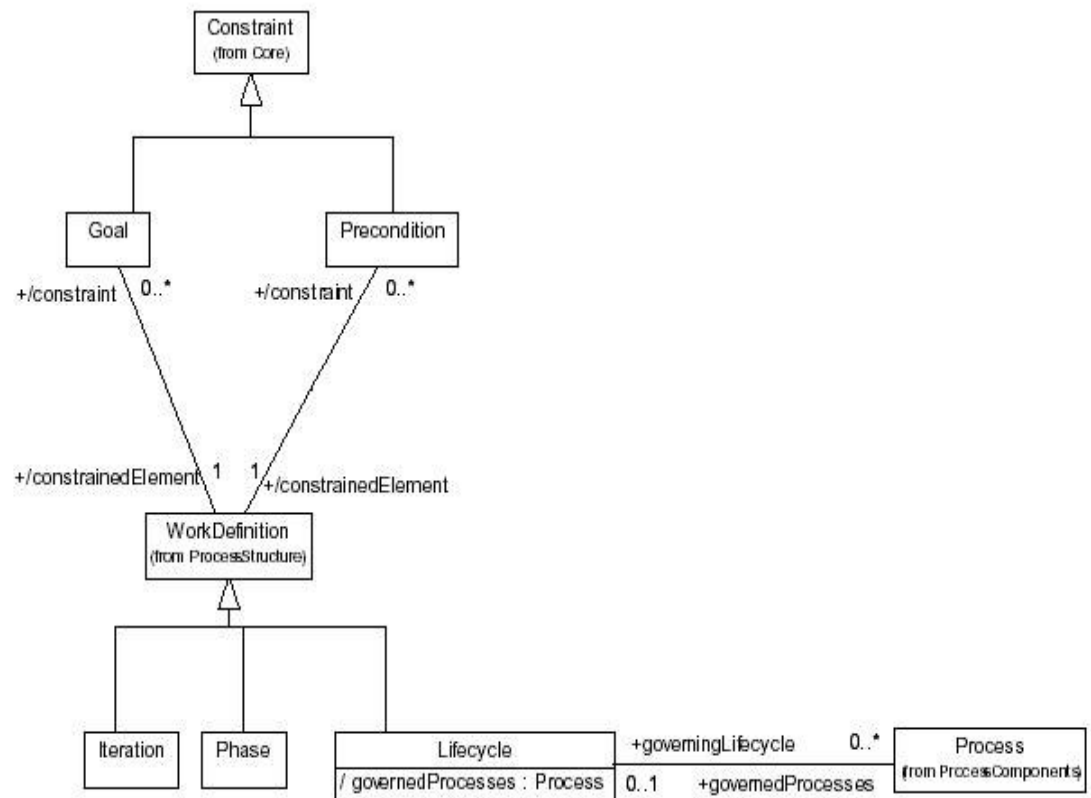 Constraint
(from Core)
Goal
Precondition
+/constraint 0..*
+/constraint 0..*
+/constrainedElement 1
1 +/constrainedElement
WorkDefinition
(from ProcessStructure)
Iteration
Phase
Lifecycle
/ governedProcesses : Process
+governingLifecycle 0..*
0..1 +governedProcesses
Process
(from ProcessComponents)